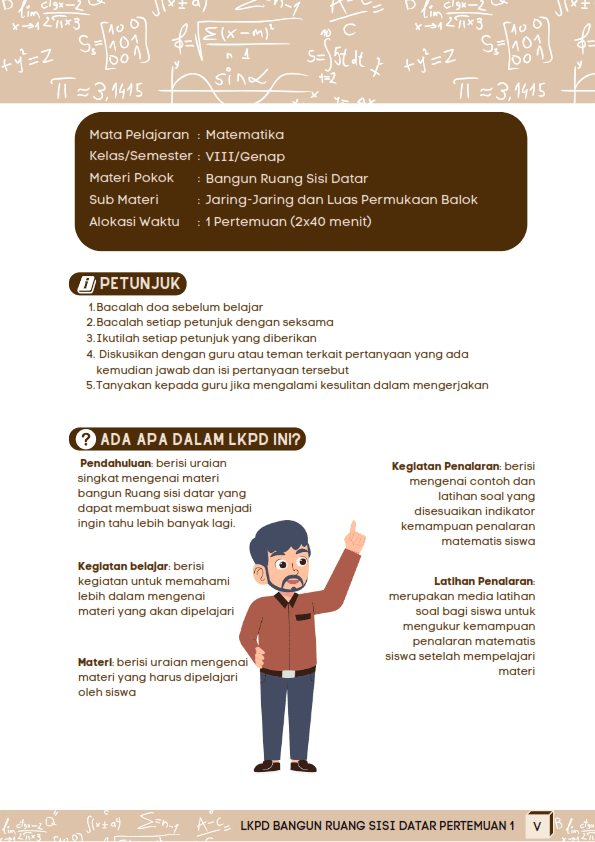 Mata Pelajaran : Matematika
Kelas/Semester : VIII/Genap
Materi Pokok : Bangun Ruang Sisi Datar
Sub Materi : Jaring-Jaring dan Luas Permukaan Balok
Alokasi Waktu : 1 Pertemuan (2x40 menit)
i PETUNJUK
1.Bacalah doa sebelum belajar
2.Bacalah setiap petunjuk dengan seksama
3.Ikutilah setiap petunjuk yang diberikan
4. Diskusikan dengan guru atau teman terkait pertanyaan yang ada
kemudian jawab dan isi pertanyaan tersebut
5.Tanyakan kepada guru jika mengalami kesulitan dalam mengerjakan
? ADA APA DALAM LKPD INI?
Pendahuluan: berisi uraian
singkat mengenai materi
bangun Ruang sisi datar yang
dapat membuat siswa menjadi
ingin tahu lebih banyak lagi.
Kegiatan belajar: berisi
kegiatan untuk memahami
lebih dalam mengenai
materi yang akan dipelajari
Materi: berisi uraian mengenai
materi yang harus dipelajari
oleh siswa
Kegiatan Penalaran: berisi
mengenai contoh dan
latihan soal yang
disesuaikan indikator
kemampuan penalaran
matematis siswa
Latihan Penalaran:
merupakan media latihan
soal bagi siswa untuk
mengukur kemampuan
penalaran matematis
siswa setelah mempelajari
materi
LKPD BANGUN RUANG SISI DATAR PERTEMUAN 1 V